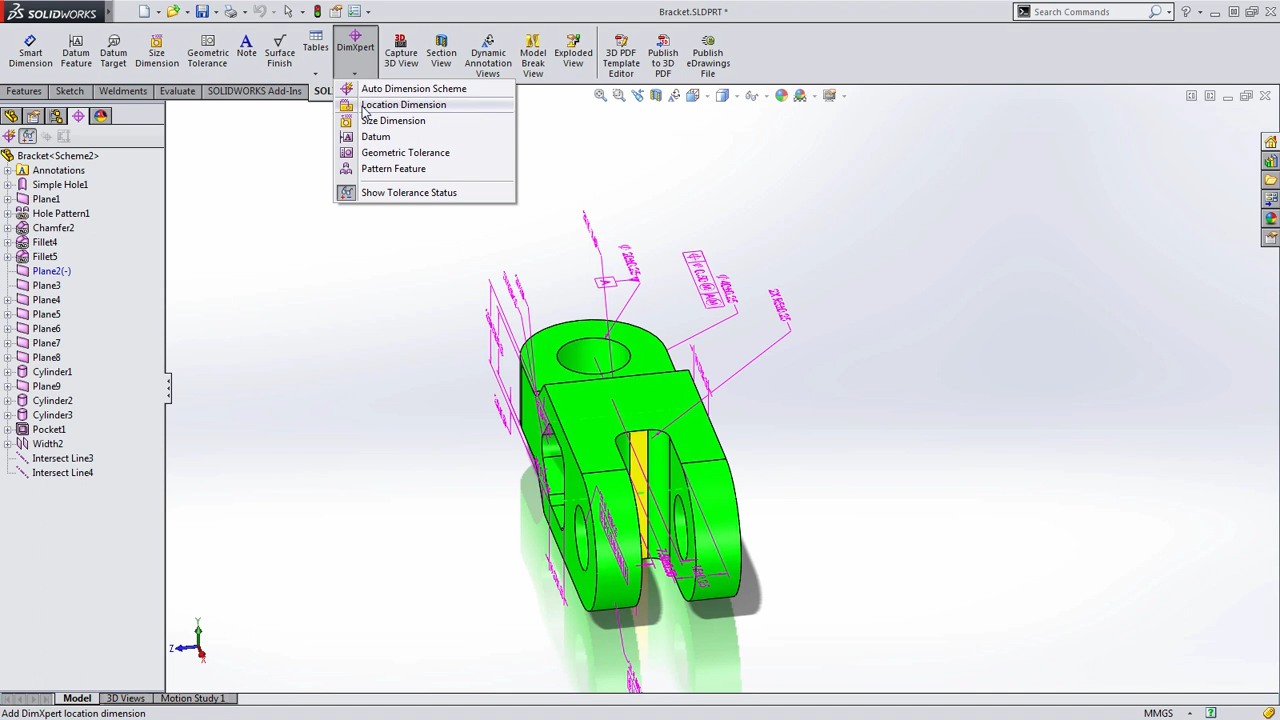 SOLIDWORKS
Bracket.SLDPRT *
Search Commands
Smart Dimension
Datum Feature
Datum Target
Size Dimension
Geometric Tolerance
Note
Surface Finish
Tables
DimXpert
Capture 3D View
Section View
Dynamic Annotation Views
Model Break View
Exploded View
3D PDF Template Editor
Publish to 3D PDF
Publish eDrawings File
Features
Sketch
Weldments
Evaluate
SOLIDWORKS Add-Ins
SOL
Auto Dimension Scheme
Location Dimension
Size Dimension
Datum
Geometric Tolerance
Pattern Feature
Show Tolerance Status
Bracket<Scheme2>
Annotations
Simple Hole1
Plane1
Hole Pattern1
Chamfer2
Fillet4
Fillet5
Plane2(-)
Plane3
Plane4
Plane5
Plane6
Plane7
Plane8
Cylinder1
Plane9
Cylinder2
Cylinder3
Pocket1
Width2
Intersect Line3
Intersect Line4
A
Y
Z
X
Model
3D Views
Motion Study 1
Add DimXpert location dimension
MMGS